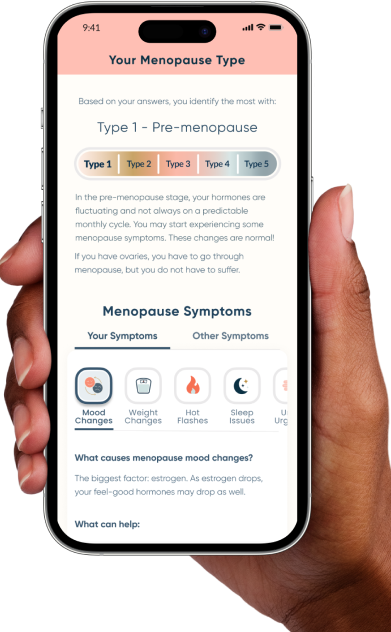 9:41
Your Menopause Type
Based on your answers, you identify the most with:
Type 1 - Pre-menopause
Type 1 Type 2 Type 3 Type 4 Type 5
In the pre-menopause stage, your hormones are
fluctuating and not always on a predictable
monthly cycle. You may start experiencing some
menopause symptoms. These changes are normal!
If you have ovaries, you have to go through
menopause, but you do not have to suffer.
Menopause Symptoms
Your Symptoms Other Symptoms
Mood Weight Hot Sleep U
Changes Changes Flashes Issues Urg
What causes menopause mood changes?
The biggest factor: estrogen. As estrogen drops,
your feel-good hormones may drop as well.
What can help: